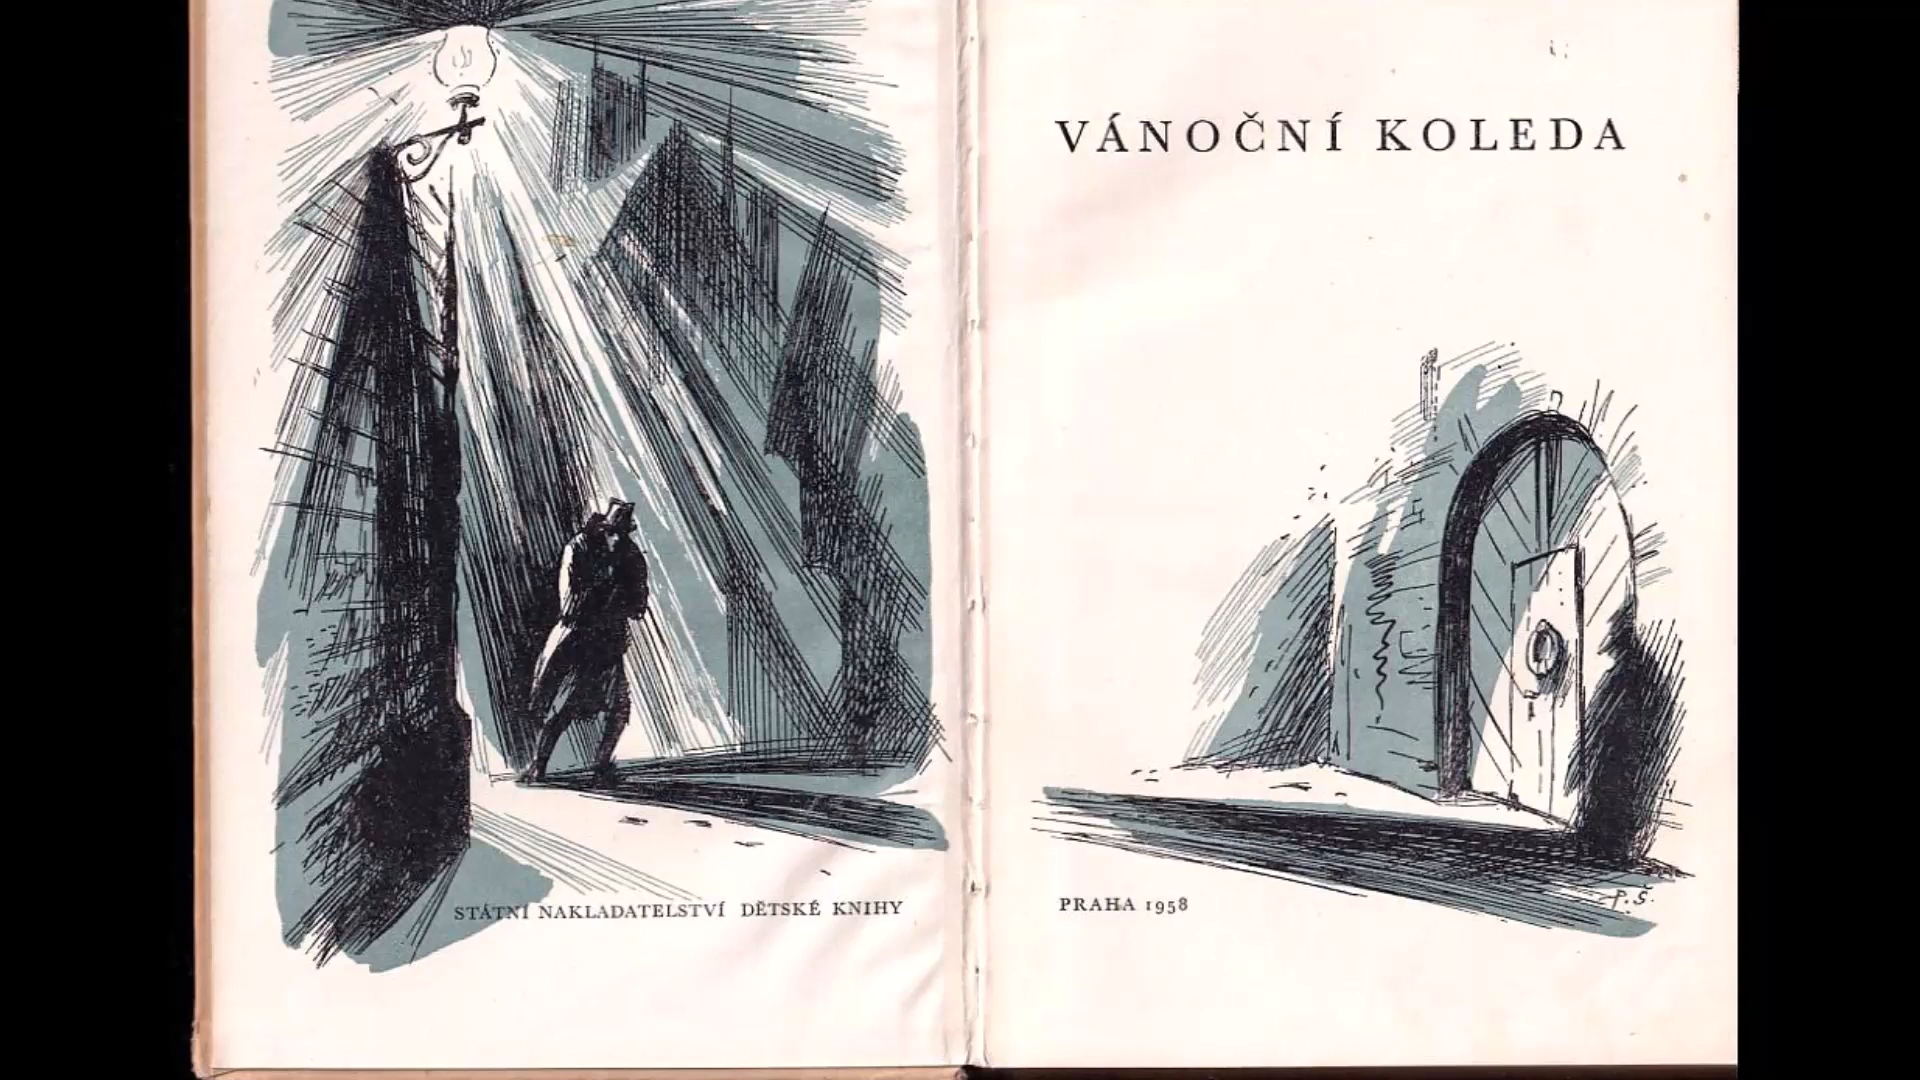 VÁNOČNÍ KOLEDA
STÁTNÍ NAKLADATELSTVÍ DĚTSKÉ KNIHY
PRAHA 1958
P.Š.